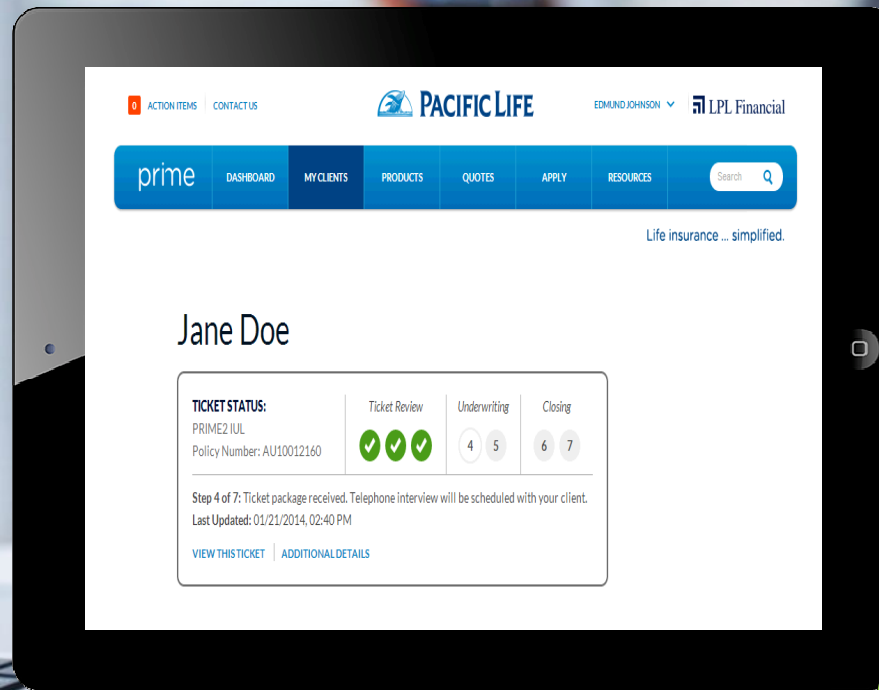 0 ACTION ITEMS CONTACT US PACIFIC LIFE EDMUND JOHNSON LPL Financial
prime DASHBOARD MY CLIENTS PRODUCTS QUOTES APPLY RESOURCES Search
Life insurance ... simplified.
Jane Doe
TICKET STATUS: Ticket Review Underwriting Closing
PRIME2 IUL
4 5 6 7
Policy Number: AU10012160
Step 4 of 7: Ticket package received. Telephone interview will be scheduled with your client.
Last Updated: 01/21/2014, 02:40 PM
VIEW THIS TICKET ADDITIONAL DETAILS